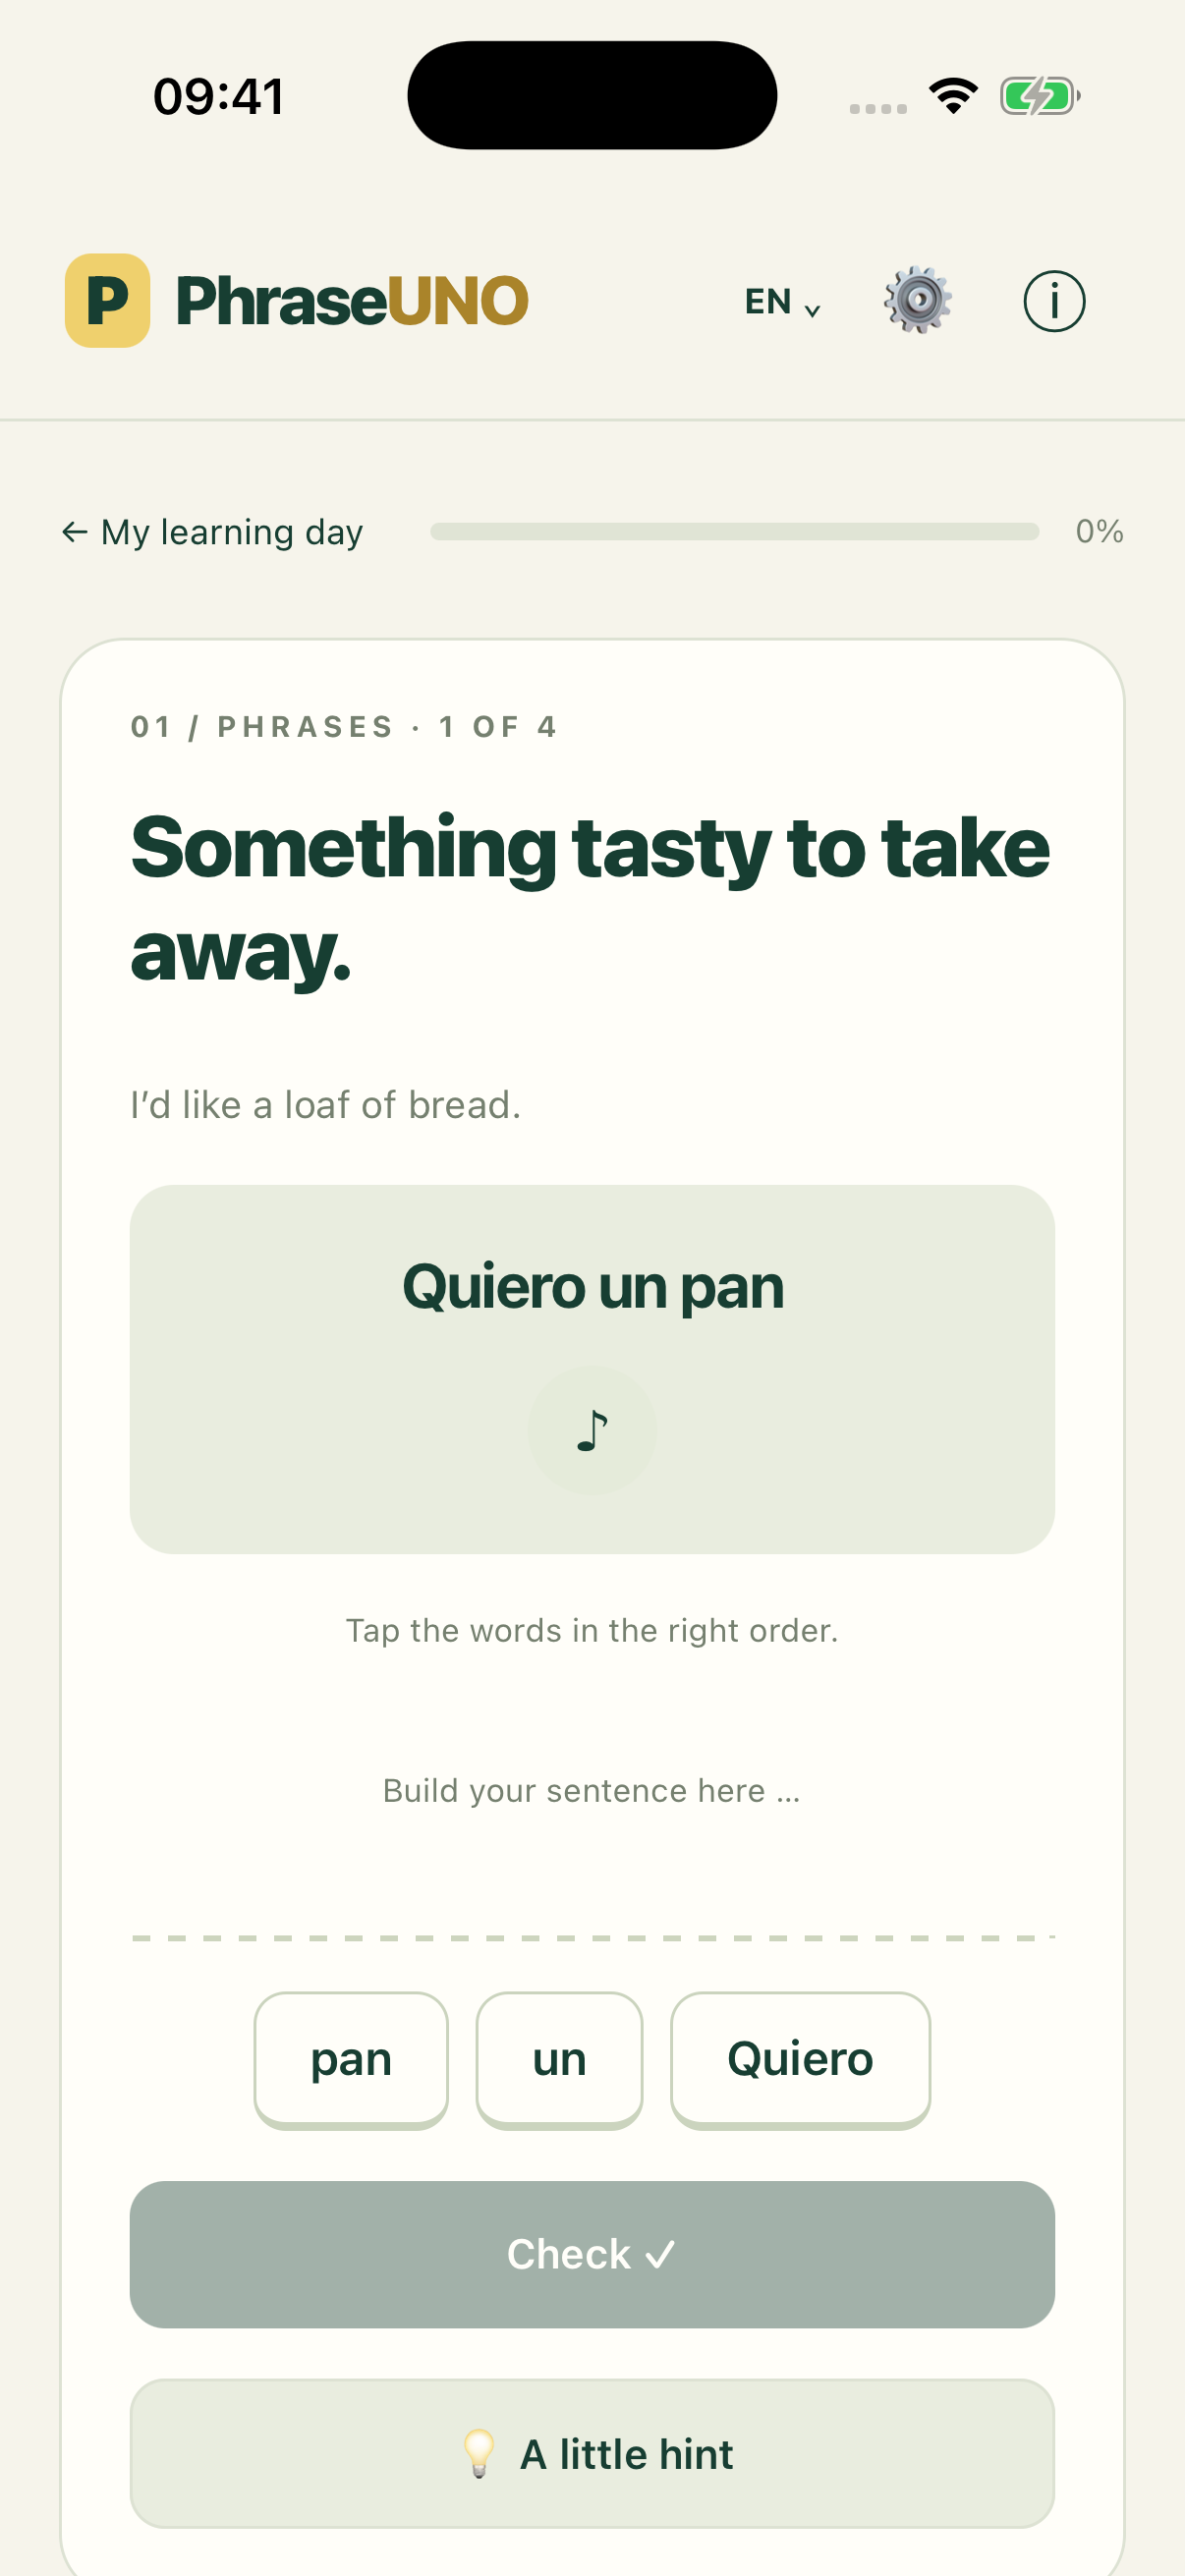 09:41
P PhraseUNO EN
← My learning day 0%
01 / PHRASES · 1 OF 4
Something tasty to take
away.
I’d like a loaf of bread.
Quiero un pan
♪
Tap the words in the right order.
Build your sentence here ...
pan un Quiero
Check ✓
💡 A little hint